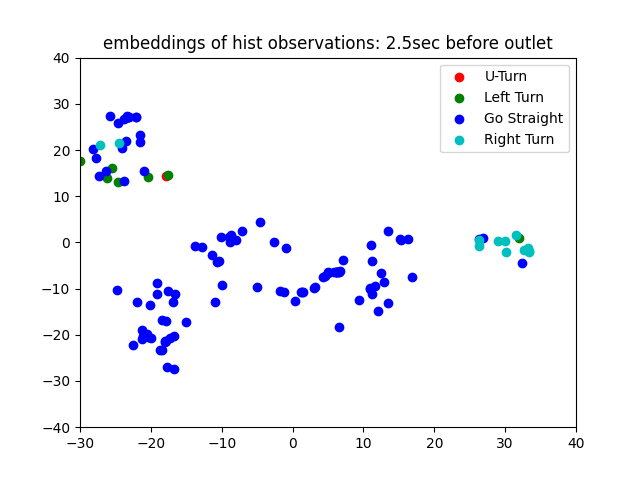 embeddings of hist observations: 2.5sec before outlet
40
30
20
10
0
−10
−20
−30
−40
U-Turn
Left Turn
Go Straight
Right Turn
−30 −20 −10 0 10 20 30 40